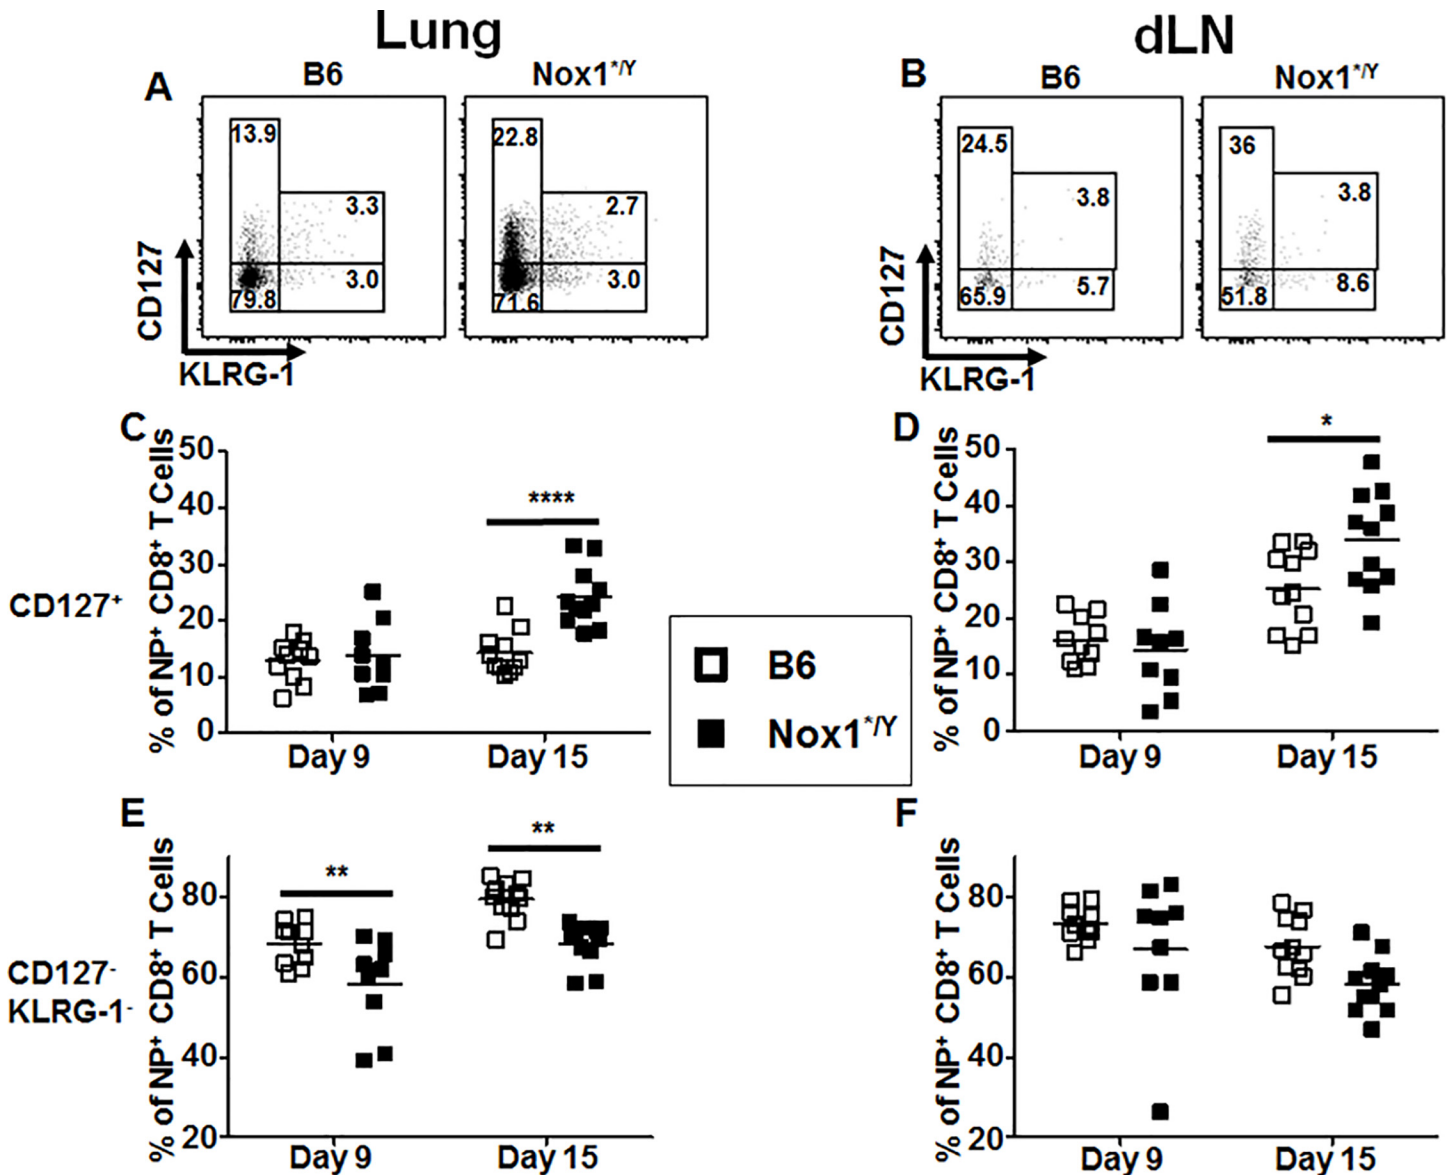 Lung
dLN
A
B6
Nox1*/Y
B
B6
Nox1*/Y
13.9
3.3
3.0
79.8
22.8
2.7
3.0
71.6
24.5
3.8
5.7
65.9
36
3.8
8.6
51.8
CD127
KLRG-1
CD127
KLRG-1
C
% of NP+ CD8+ T Cells
50
40
30
20
10
0
****
Day 9
Day 15
D
% of NP+ CD8+ T Cells
50
40
30
20
10
0
*
Day 9
Day 15
CD127+
B6
Nox1*/Y
E
% of NP+ CD8+ T Cells
80
60
40
20
**
**
Day 9
Day 15
F
% of NP+ CD8+ T Cells
80
60
40
20
Day 9
Day 15
CD127-
KLRG-1-